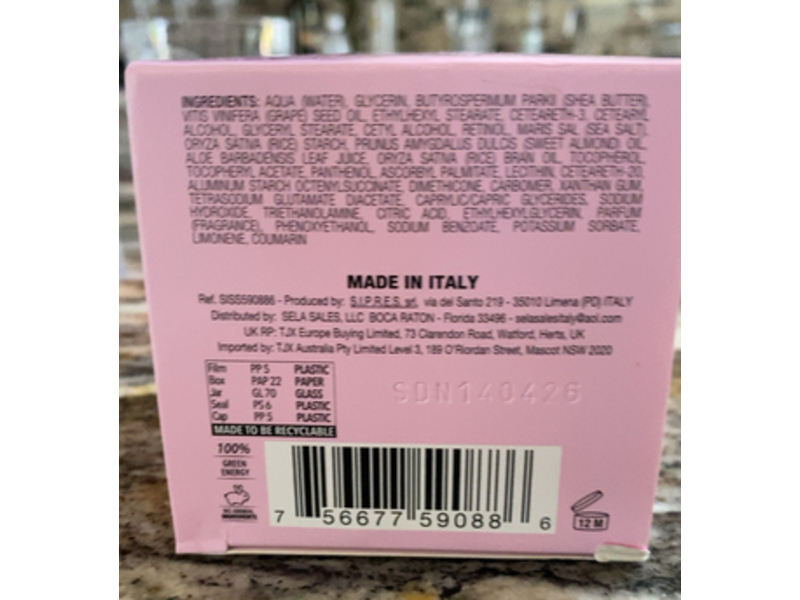 INGREDIENTS: AQUA (WATER), GLYCERIN, BUTYROSPERMUM PARKII (SHEA BUTTER),
VITIS VINIFERA (GRAPE) SEED OIL, ETHYLHEXYL STEARATE, CETEARETH-3, CETEARYL
ALCOHOL, GLYCERYL STEARATE, CETYL ALCOHOL, RETINOL, MARIS SAL (SEA SALT),
ORYZA SATIVA (RICE) STARCH, PRUNUS AMYGDALUS DULCIS (SWEET ALMOND) OIL,
ALOE BARBADENSIS LEAF JUICE, ORYZA SATIVA (RICE) BRAN OIL, TOCOPHEROL,
TOCOPHERYL ACETATE, PANTHENOL, ASCORBYL PALMITATE, LECITHIN, CETEARETH-20,
ALUMINUM STARCH OCTENYLSUCCINATE, DIMETHICONE, CARBOMER, XANTHAN GUM,
TETRASODIUM GLUTAMATE DIACETATE, CAPRYLIC/CAPRIC GLYCERIDES, SODIUM
HYDROXIDE, TRIETHANOLAMINE, CITRIC ACID, ETHYLHEXYLGLYCERIN, PARFUM
(FRAGRANCE), PHENOXYETHANOL, SODIUM BENZOATE, POTASSIUM SORBATE,
LIMONENE, COUMARIN
MADE IN ITALY
Ref. SISS590886 - Produced by: S.I.P.RE.S. srl, via del Santo 219 - 35010 Limena (PD) ITALY
Distributed by: SELA SALES, LLC BOCA RATON - Florida 33496 - selasalesitaly@aol.com
UK RP: TJX Europe Buying Limited, 73 Clarendon Road, Watford, Herts, UK
Imported by: TJX Australia Pty Limited Level 3, 189 O'Riordan Street, Mascot NSW 2020
Film PP 5 PLASTIC
Box PAP 22 PAPER
Jar GL 70 GLASS
Seal PS 6 PLASTIC
Cap PP 5 PLASTIC
MADE TO BE RECYCLABLE
SDN140426
100%
GREEN
ENERGY
NO ANIMAL
INGREDIENTS
7 56677 59088 6
12 M